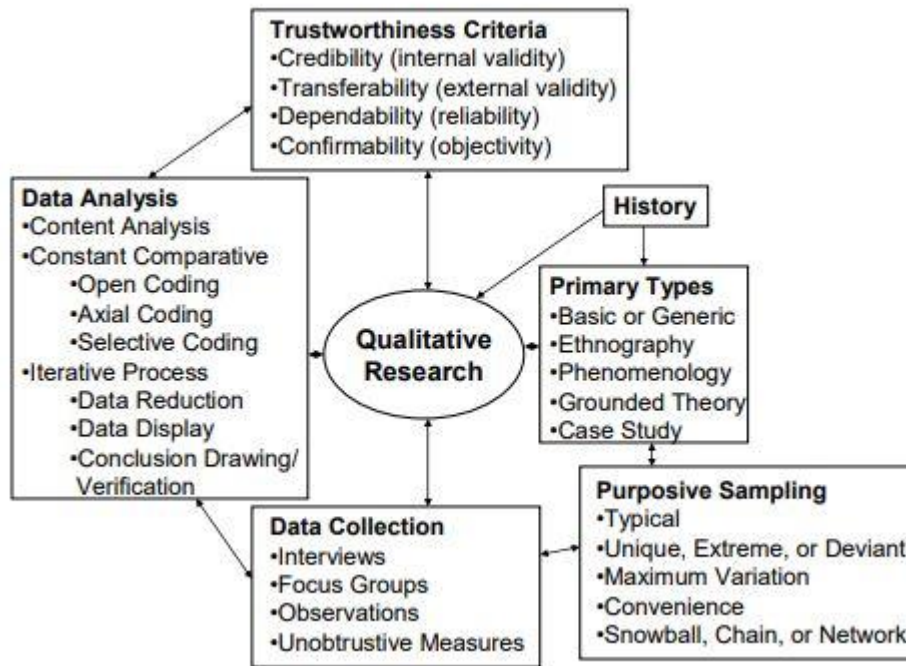 Trustworthiness Criteria
•Credibility (internal validity)
•Transferability (external validity)
•Dependability (reliability)
•Confirmability (objectivity)
Data Analysis
•Content Analysis
•Constant Comparative
•Open Coding
•Axial Coding
•Selective Coding
•Iterative Process
•Data Reduction
•Data Display
•Conclusion Drawing/
Verification
History
Qualitative
Research
Primary Types
•Basic or Generic
•Ethnography
•Phenomenology
•Grounded Theory
•Case Study
Data Collection
•Interviews
•Focus Groups
•Observations
•Unobtrustive Measures
Purposive Sampling
•Typical
•Unique, Extreme, or Deviant
•Maximum Variation
•Convenience
•Snowball, Chain, or Network